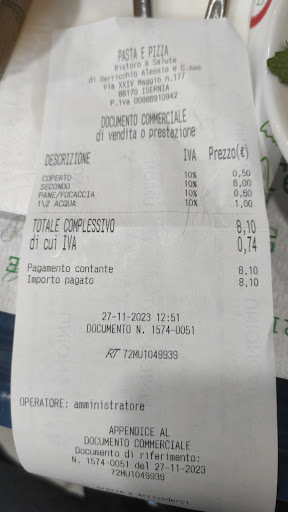 PASTA E PIZZA
Ristoro & Salute
di Berricchio Alessio e C.sas
Via XXIV Maggio n.177
86170 ISERNIA
P.iva 00866910942
DOCUMENTO COMMERCIALE
di vendita o prestazione
DESCRIZIONE IVA Prezzo(€)
COPERTO 10% 0,50
SECONDO 10% 6,00
PANE/FOCACCIA 10% 0,60
1\2 ACQUA 10% 1,00
TOTALE COMPLESSIVO 8,10
di cui IVA 0,74
Pagamento contante 8,10
Importo pagato 8,10
27-11-2023 12:51
DOCUMENTO N. 1574-0051
RT 72MU1049939
OPERATORE: amministratore
APPENDICE AL
DOCUMENTO COMMERCIALE
Documento di riferimento:
N. 1574-0051 del 27-11-2023
72MU1049939
Grazie e Arrivederci